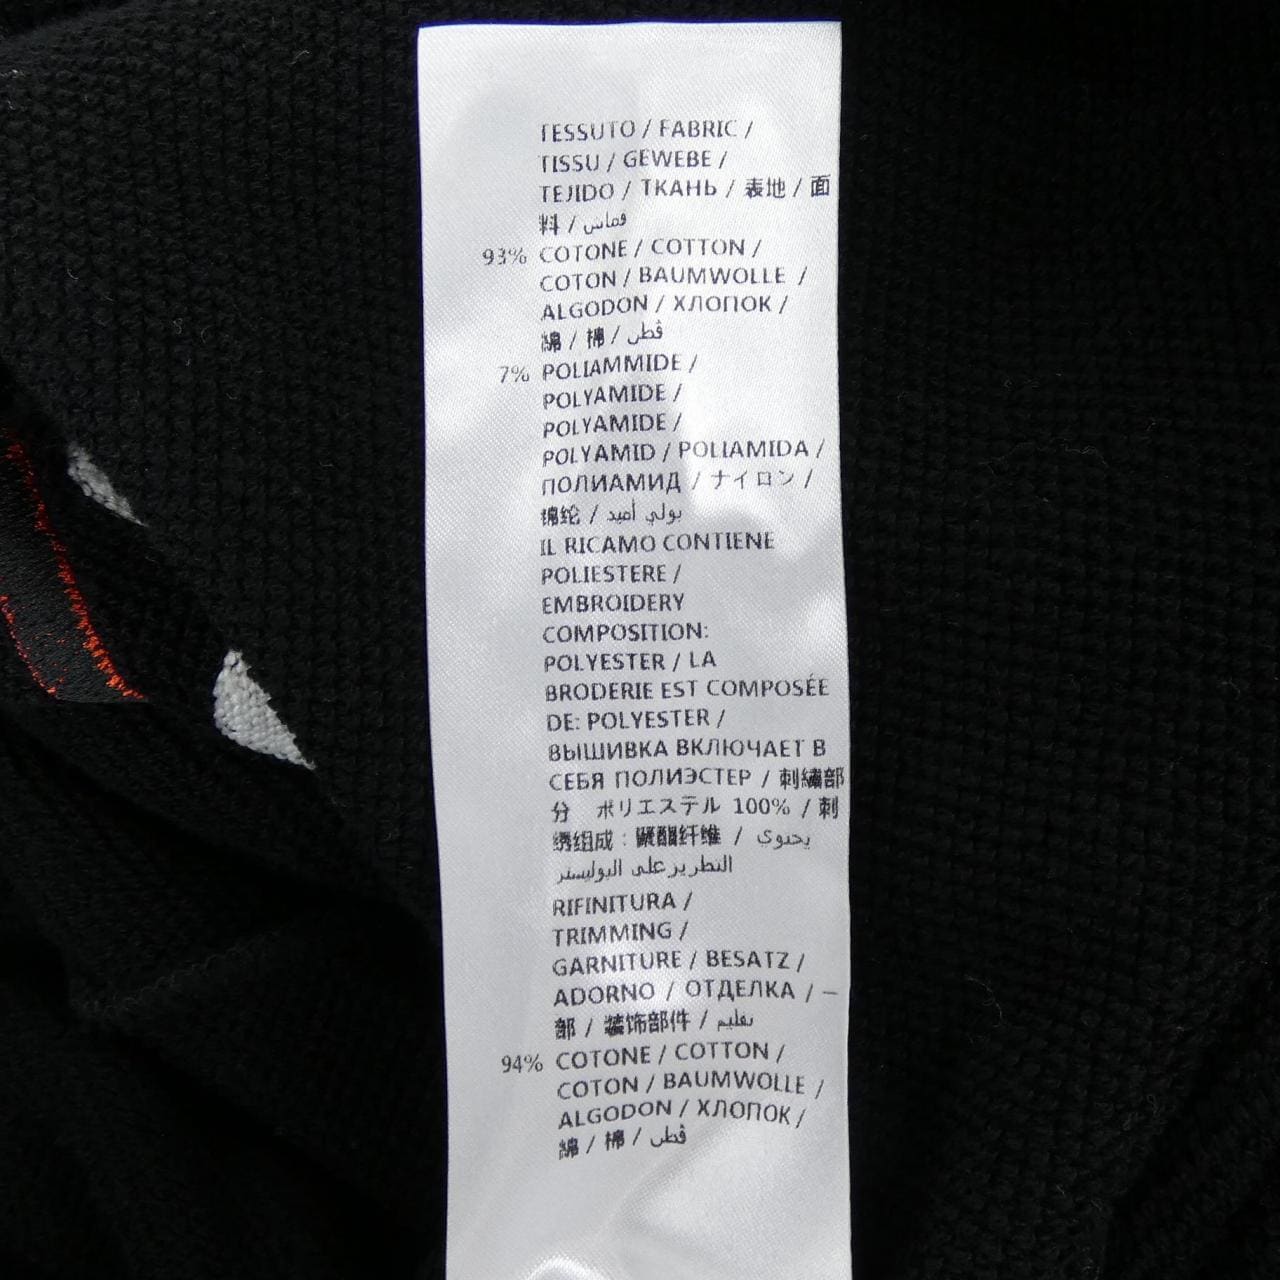 TESSUTO / FABRIC /
TISSU / GEWEBE /
TEJIDO / ТКАНЬ / 表地 / 面
料 / قماش
93% COTONE / COTTON /
COTON / BAUMWOLLE /
ALGODON / ХЛОПОК /
綿 / 棉 / قطن
7% POLIAMMIDE /
POLYAMIDE /
POLYAMIDE /
POLYAMID / POLIAMIDA /
ПОЛИАМИД / ナイロン /
锦纶 / بولي أميد
IL RICAMO CONTIENE
POLIESTERE /
EMBROIDERY
COMPOSITION:
POLYESTER / LA
BRODERIE EST COMPOSÉE
DE: POLYESTER /
ВЫШИВКА ВКЛЮЧАЕТ В
СЕБЯ ПОЛИЭСТЕР / 刺繍部
分 ポリエステル 100% / 刺
绣组成 : 聚酯纤维 / يحتوي
التطريز على البوليستر
RIFINITURA /
TRIMMING /
GARNITURE / BESATZ /
ADORNO / ОТДЕЛКА / 一
部 / 装饰部件 / تقليم
94% COTONE / COTTON /
COTON / BAUMWOLLE /
ALGODON / ХЛОПОК /
綿 / 棉 / قطن